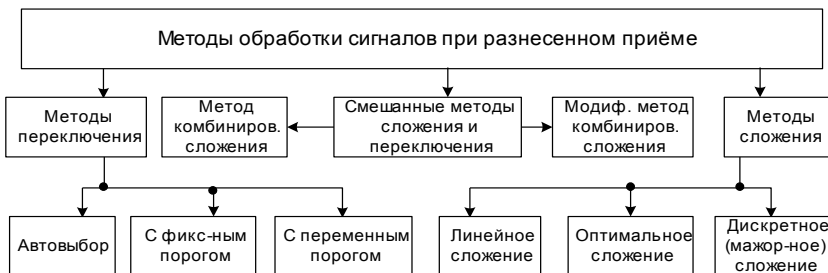 Методы обработки сигналов при разнесенном приёме
Методы
переключения
Метод
комбиниров.
сложения
Смешанные методы
сложения и
переключения
Модиф. метод
комбиниров.
сложения
Методы
сложения
Автовыбор
С фикс-ным
порогом
С переменным
порогом
Линейное
сложение
Оптимальное
сложение
Дискретное
(мажор-ное)
сложение